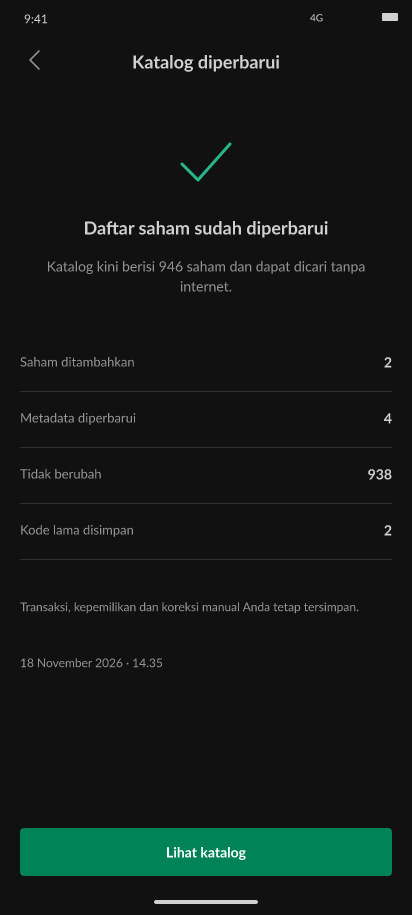 9:41
4G
Katalog diperbarui
Daftar saham sudah diperbarui
Katalog kini berisi 946 saham dan dapat dicari tanpa
internet.
Saham ditambahkan 2
Metadata diperbarui 4
Tidak berubah 938
Kode lama disimpan 2
Transaksi, kepemilikan dan koreksi manual Anda tetap tersimpan.
18 November 2026 · 14.35
Lihat katalog